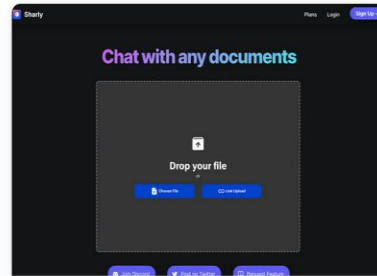 Sharly
Plans
Login
Sign Up
Chat with any documents
Drop your file
or
Choose File
Link Upload
Join Discord
Post on Twitter
Request Feature